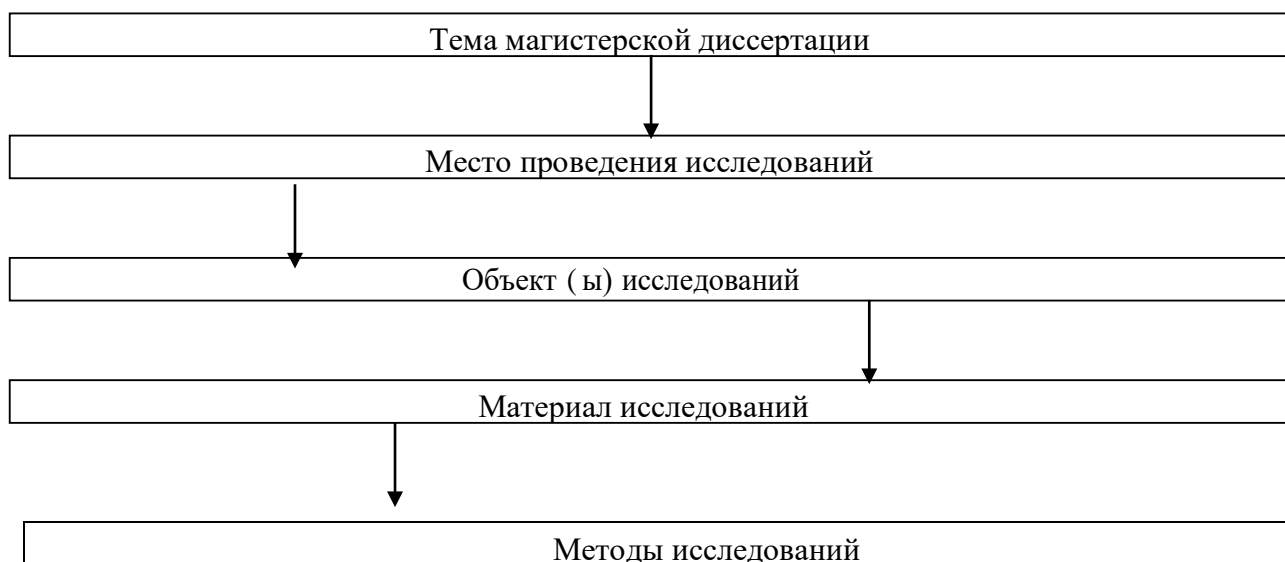 Тема магистерской диссертации
Место проведения исследований
Объект (ы) исследований
Материал исследований
Методы исследований